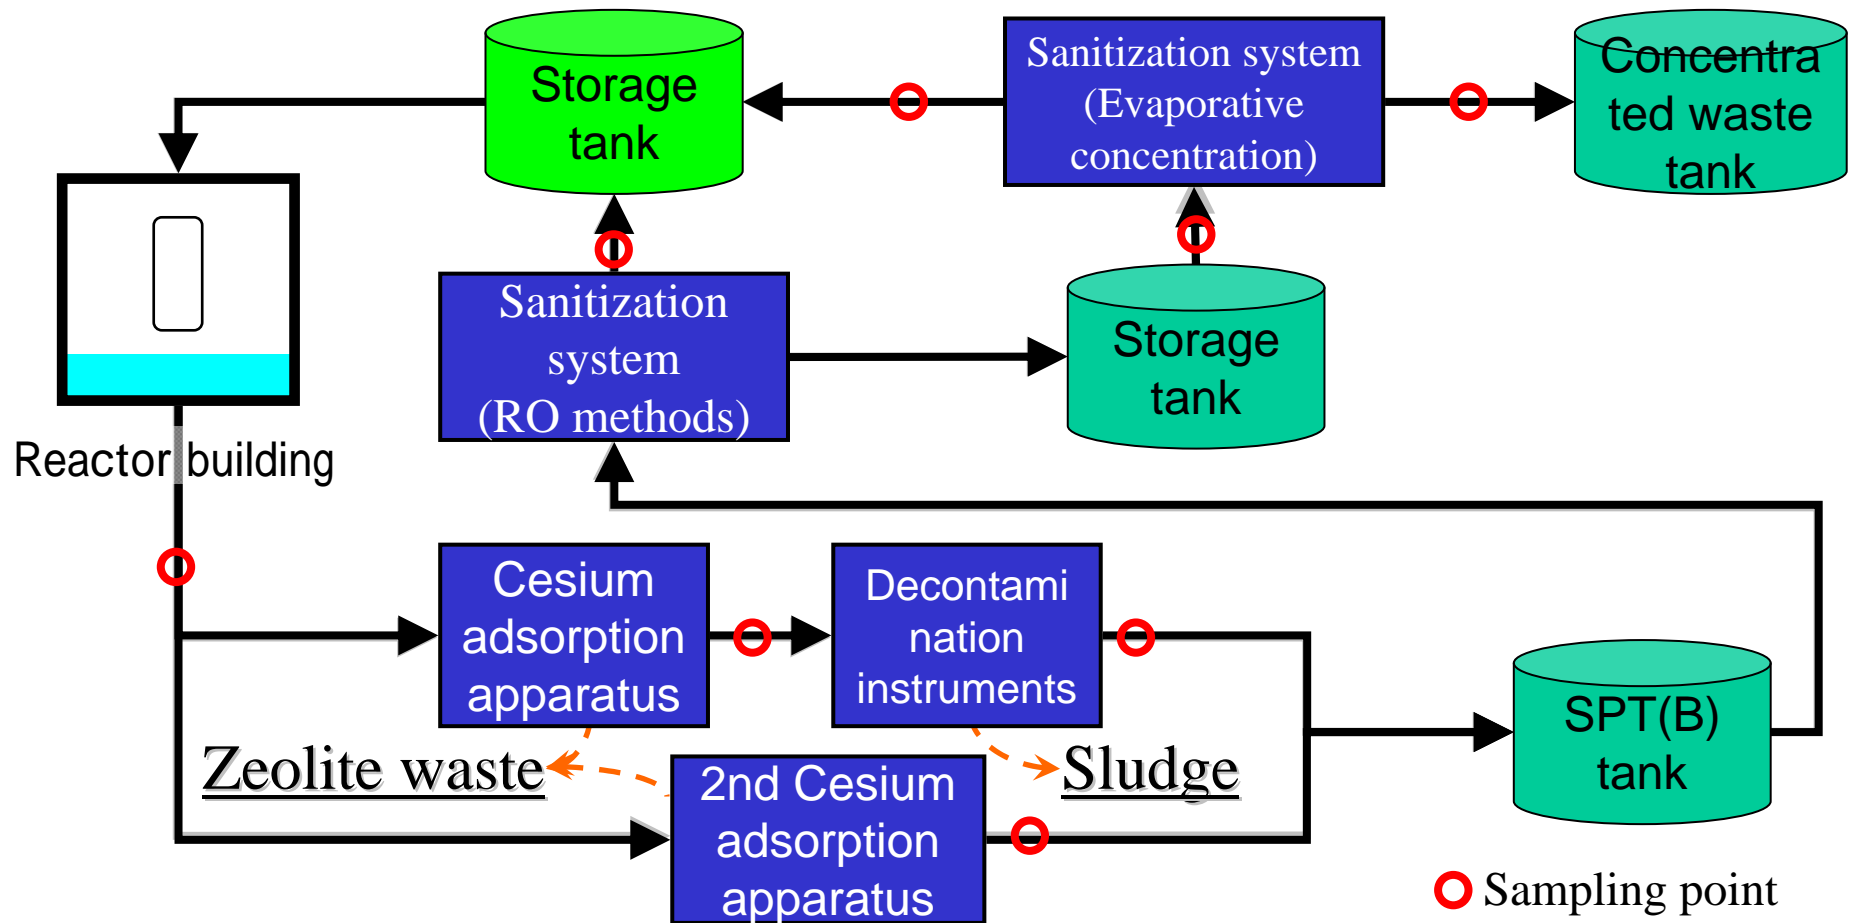 Storage
tank
Sanitization system
(Evaporative
concentration)
Concentra
ted waste
tank
Sanitization
system
(RO methods)
Storage
tank
Reactor building
Cesium
adsorption
apparatus
Decontami
nation
instruments
SPT(B)
tank
Zeolite waste
Sludge
2nd Cesium
adsorption
apparatus
Sampling point